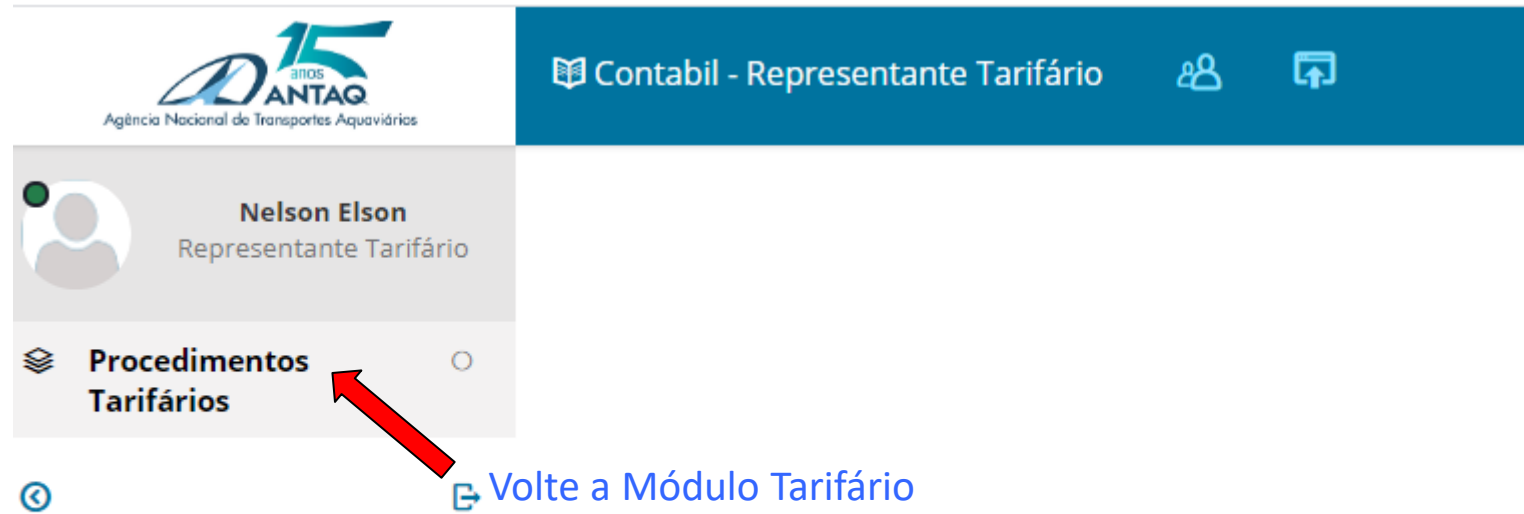 15
anos
ANTAQ
Agência Nacional de Transportes Aquaviários
Contabil - Representante Tarifário
Nelson Elson
Representante Tarifário
Procedimentos
Tarifários
Volte a Módulo Tarifário